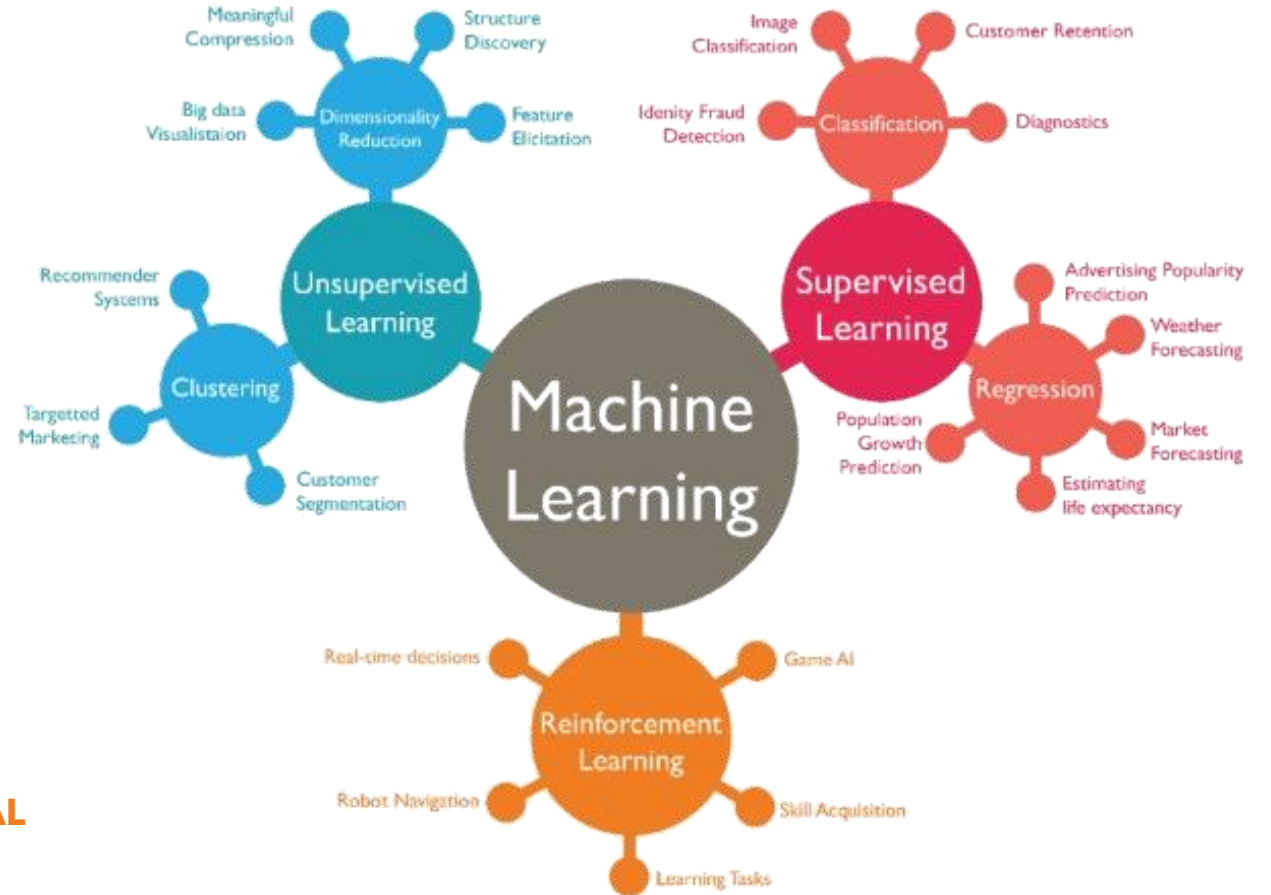 Meaningful
Compression
Structure
Discovery
Big data
Visualistaion
Dimensionality
Reduction
Feature
Elicitation
Image
Classification
Customer Retention
Idenity Fraud
Detection
Classification
Diagnostics
Unsupervised
Learning
Supervised
Learning
Recommender
Systems
Clustering
Targetted
Marketing
Customer
Segmentation
Machine
Learning
Advertising Popularity
Prediction
Weather
Forecasting
Regression
Population
Growth
Prediction
Market
Forecasting
Estimating
life expectancy
Real-time decisions
Game AI
Reinforcement
Learning
Robot Navigation
Skill Acquisition
Learning Tasks
AL